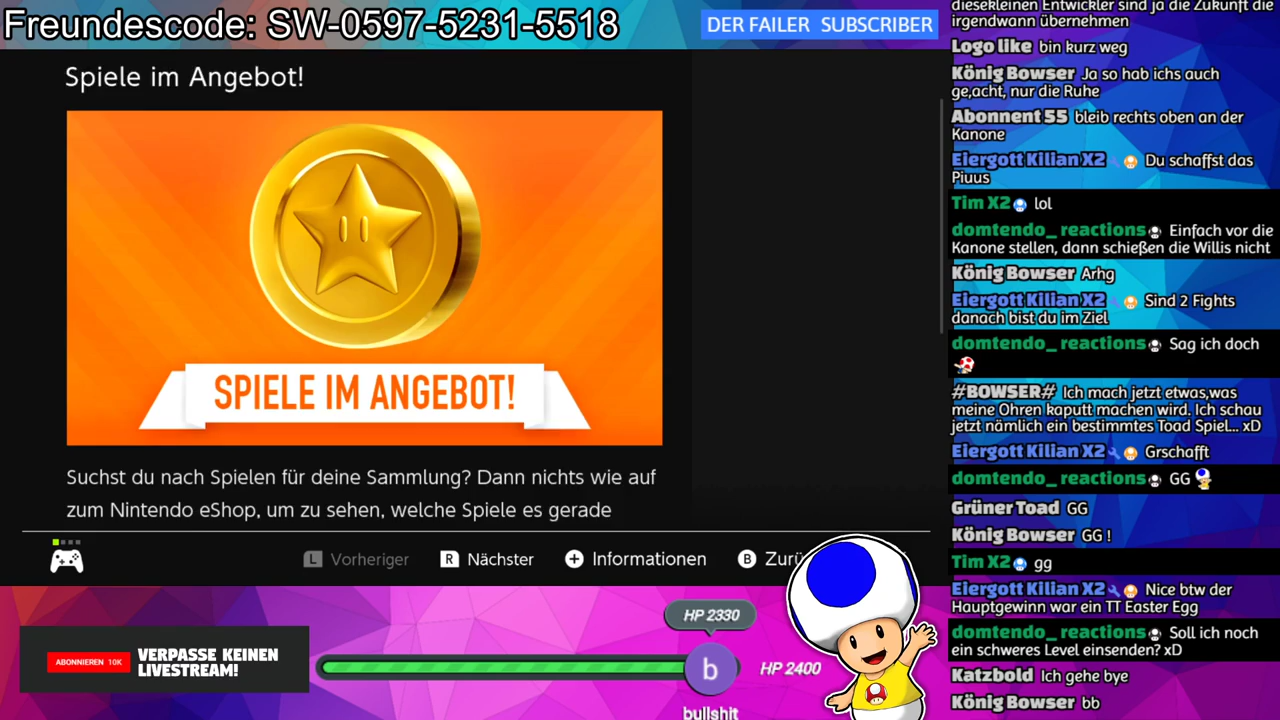 Freundescode: SW-0597-5231-5518
DER FAILER SUBSCRIBER
Spiele im Angebot!
SPIELE IM ANGEBOT!
Suchst du nach Spielen für deine Sammlung? Dann nichts wie auf
zum Nintendo eShop, um zu sehen, welche Spiele es gerade
L Vorheriger
R Nächster
+ Informationen
B Zurü
ABONNIEREN 10K
VERPASSE KEINEN
LIVESTREAM!
HP 2330
b
HP 2400
bullshit
diesekleinen Entwickler sind ja die Zukunft die
irgendwann übernehmen
Logo like bin kurz weg
König Bowser Ja so hab ichs auch
ge,acht, nur die Ruhe
Abonnent 55 bleib rechts oben an der
Kanone
Eiergott Kilian X2 Du schaffst das
Piuus
Tim X2 lol
domtendo_reactions Einfach vor die
Kanone stellen, dann schießen die Willis nicht
König Bowser Arhg
Eiergott Kilian X2 Sind 2 Fights
danach bist du im Ziel
domtendo_reactions Sag ich doch
#BOWSER# Ich mach jetzt etwas,was
meine Ohren kaputt machen wird. Ich schau
jetzt nämlich ein bestimmtes Toad Spiel... xD
Eiergott Kilian X2 Grschafft
domtendo_reactions GG
Grüner Toad GG
König Bowser GG !
Tim X2 gg
Eiergott Kilian X2 Nice btw der
Hauptgewinn war ein TT Easter Egg
domtendo_reactions Soll ich noch
ein schweres Level einsenden? xD
Katzbold Ich gehe bye
König Bowser bb